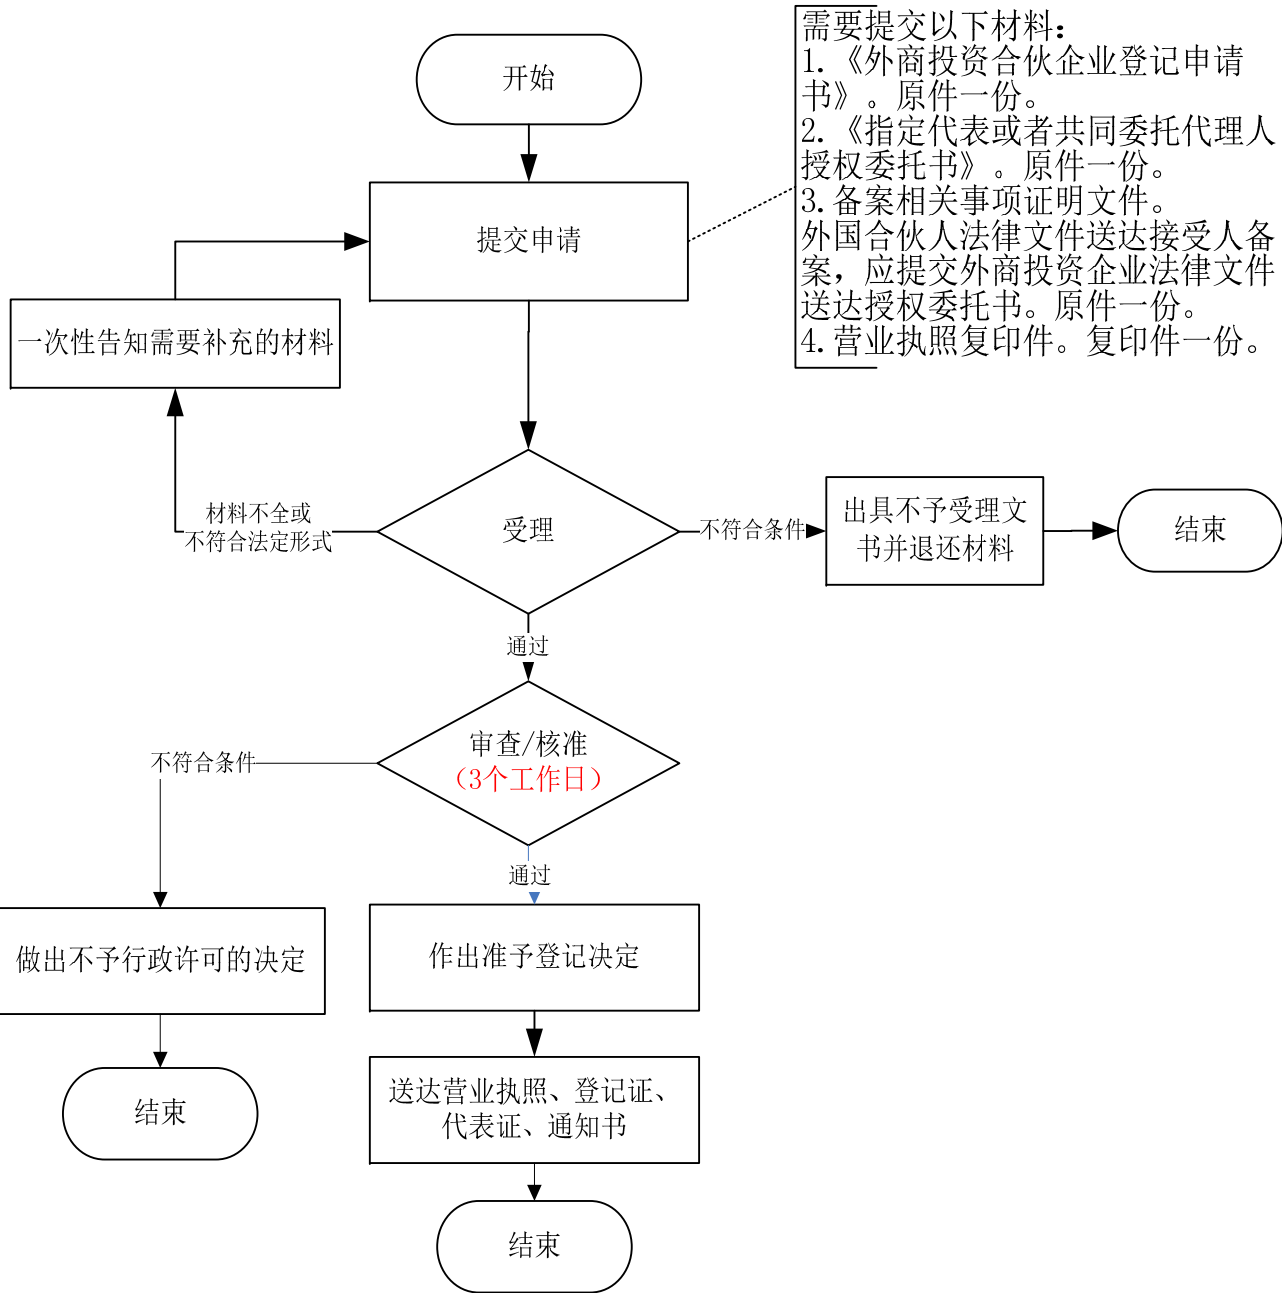 开始
需要提交以下材料：
1.《外商投资合伙企业登记申请
书》。原件一份。
2.《指定代表或者共同委托代理人
授权委托书》。原件一份。
3.备案相关事项证明文件。
外国合伙人法律文件送达接受人备
案，应提交外商投资企业法律文件
送达授权委托书。原件一份。
4.营业执照复印件。复印件一份。
提交申请
一次性告知需要补充的材料
材料不全或
不符合法定形式
受理
不符合条件
出具不予受理文
书并退还材料
结束
通过
审查/核准
（3个工作日）
不符合条件
通过
做出不予行政许可的决定
作出准予登记决定
结束
送达营业执照、登记证、
代表证、通知书
结束